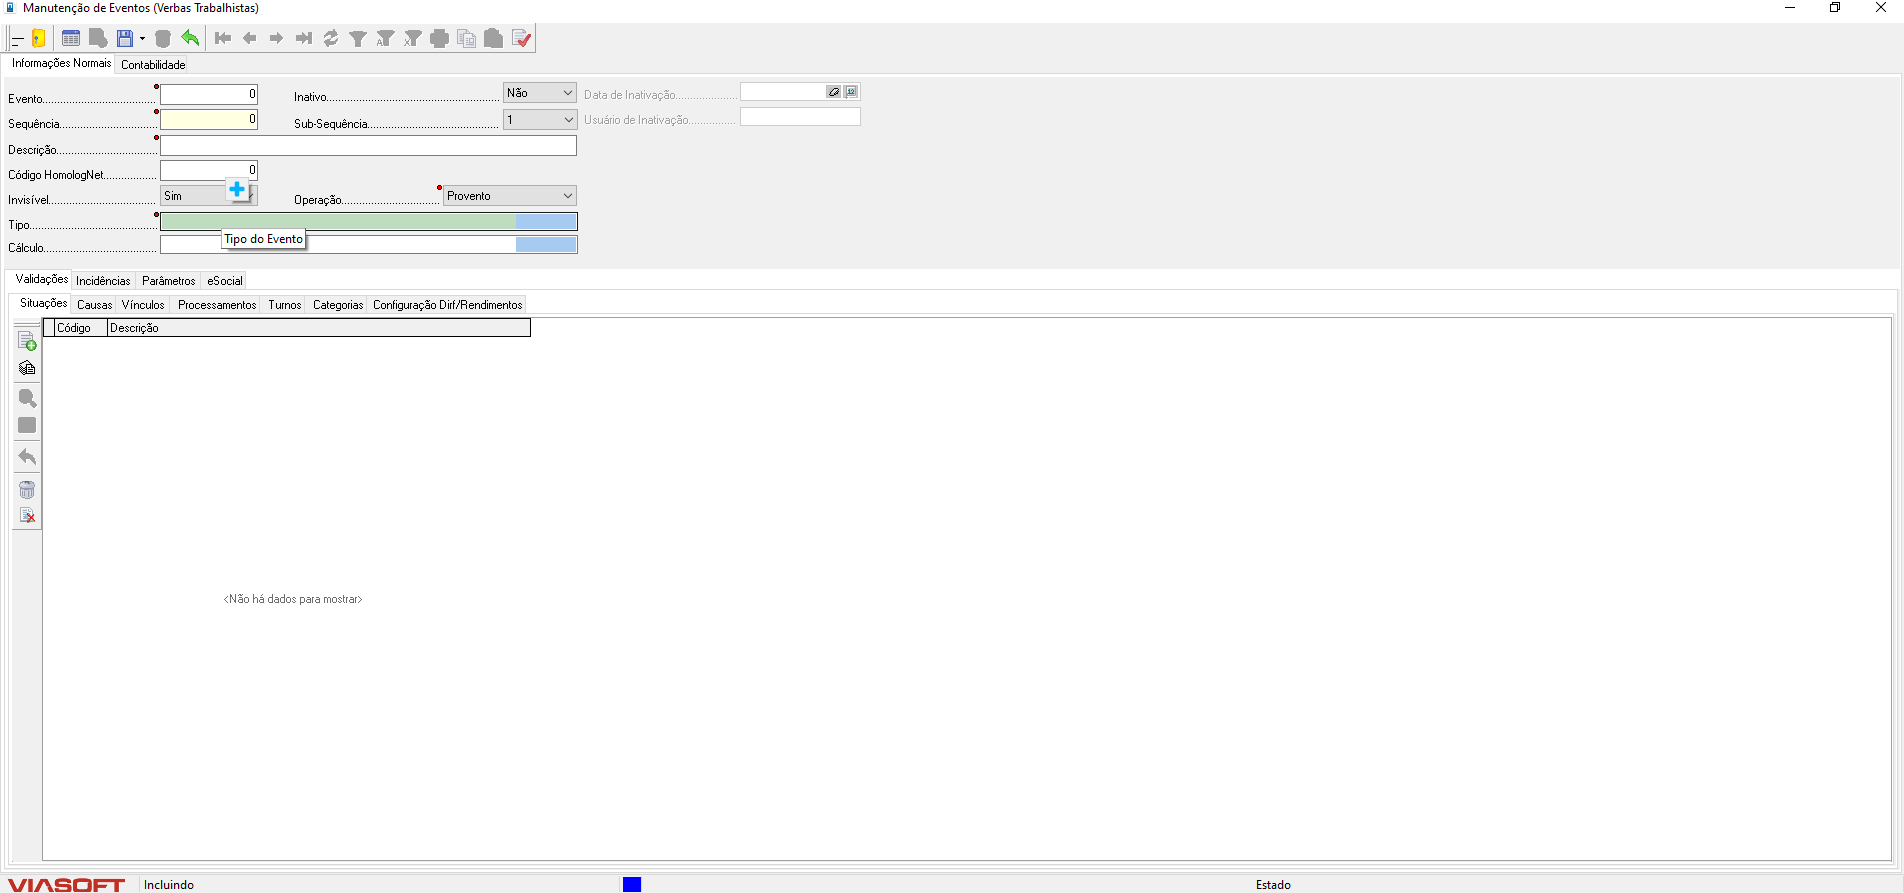 Manutenção de Eventos (Verbas Trabalhistas)
Informações Normais Contabilidade
Evento 0 Inativo Não Data de Inativação
Sequência 0 Sub-Sequência 1 Usuário de Inativação
Descrição
Código HomologNet 0
Invisível Sim Operação Provento
Tipo
Tipo do Evento
Cálculo
Validações Incidências Parâmetros eSocial
Situações Causas Vínculos Processamentos Turnos Categorias Configuração Dirf/Rendimentos
Código Descrição
<Não há dados para mostrar>
VIASOFT Incluindo Estado